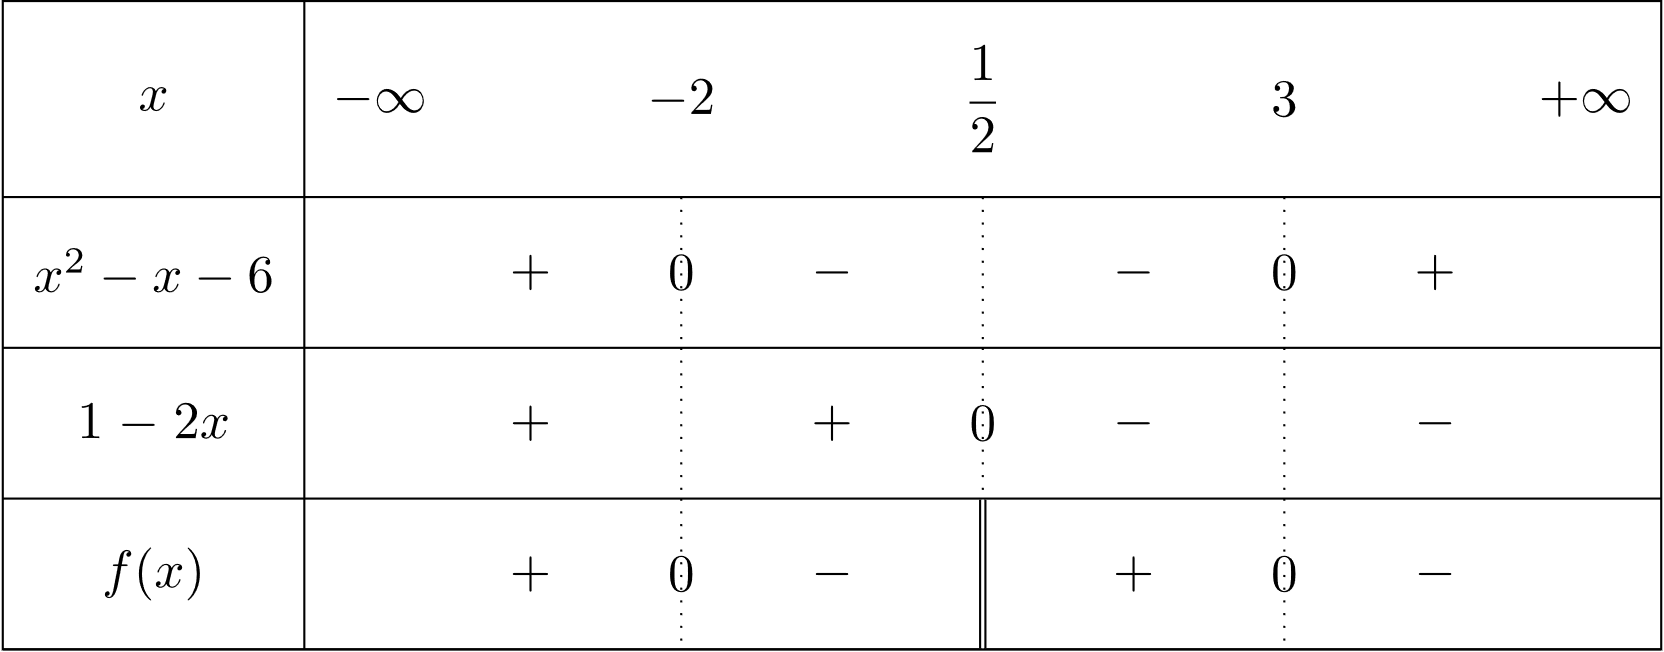 x −∞ −2 1/2 3 +∞
x² − x − 6 + 0 − − 0 +
1 − 2x + + 0 − −
f(x) + 0 − + 0 −